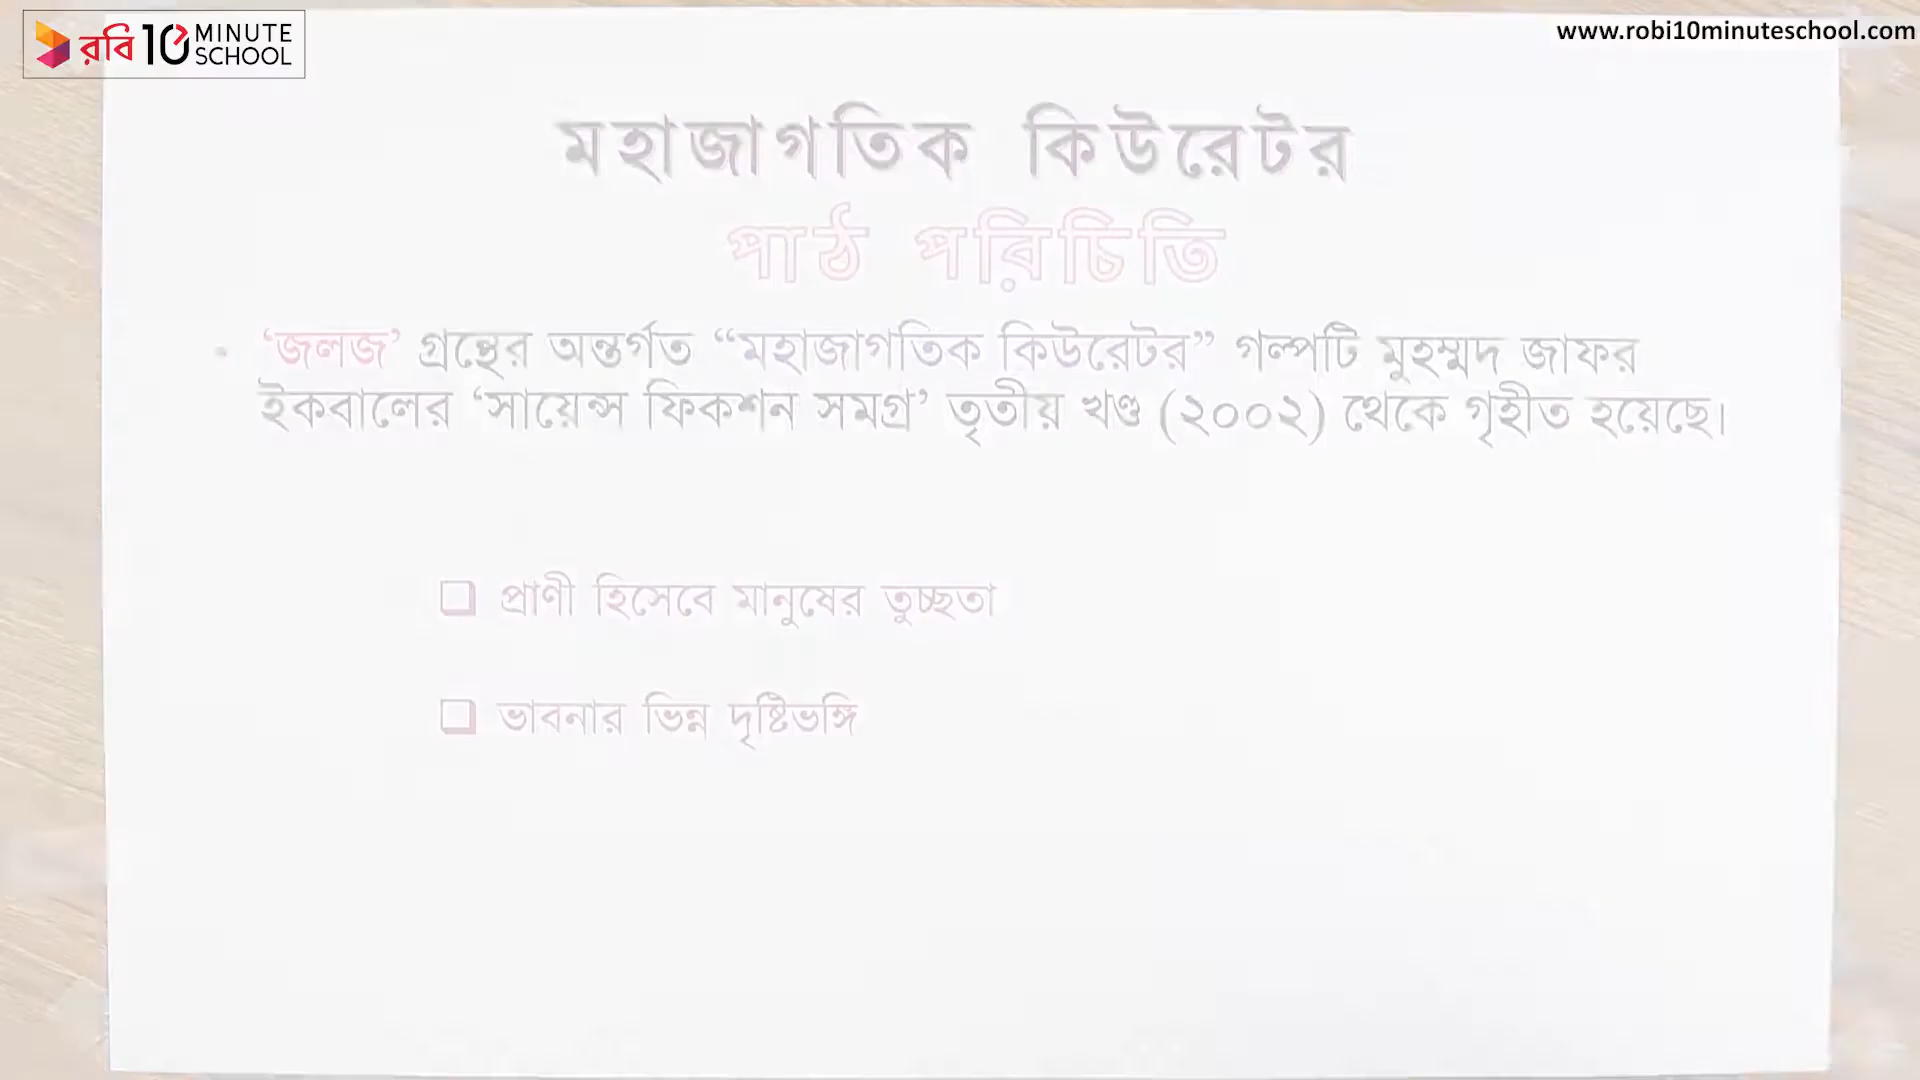 রবি 10 MINUTE SCHOOL
www.robi10minuteschool.com
মহাজাগতিক কিউরেটর
পাঠ পরিচিতি
• ‘জলজ’ গ্রন্থের অন্তর্গত “মহাজাগতিক কিউরেটর” গল্পটি মুহম্মদ জাফর
ইকবালের ‘সায়েন্স ফিকশন সমগ্র’ তৃতীয় খণ্ড (২০০২) থেকে গৃহীত হয়েছে।
❑ প্রাণী হিসেবে মানুষের তুচ্ছতা
❑ ভাবনার ভিন্ন দৃষ্টিভঙ্গি